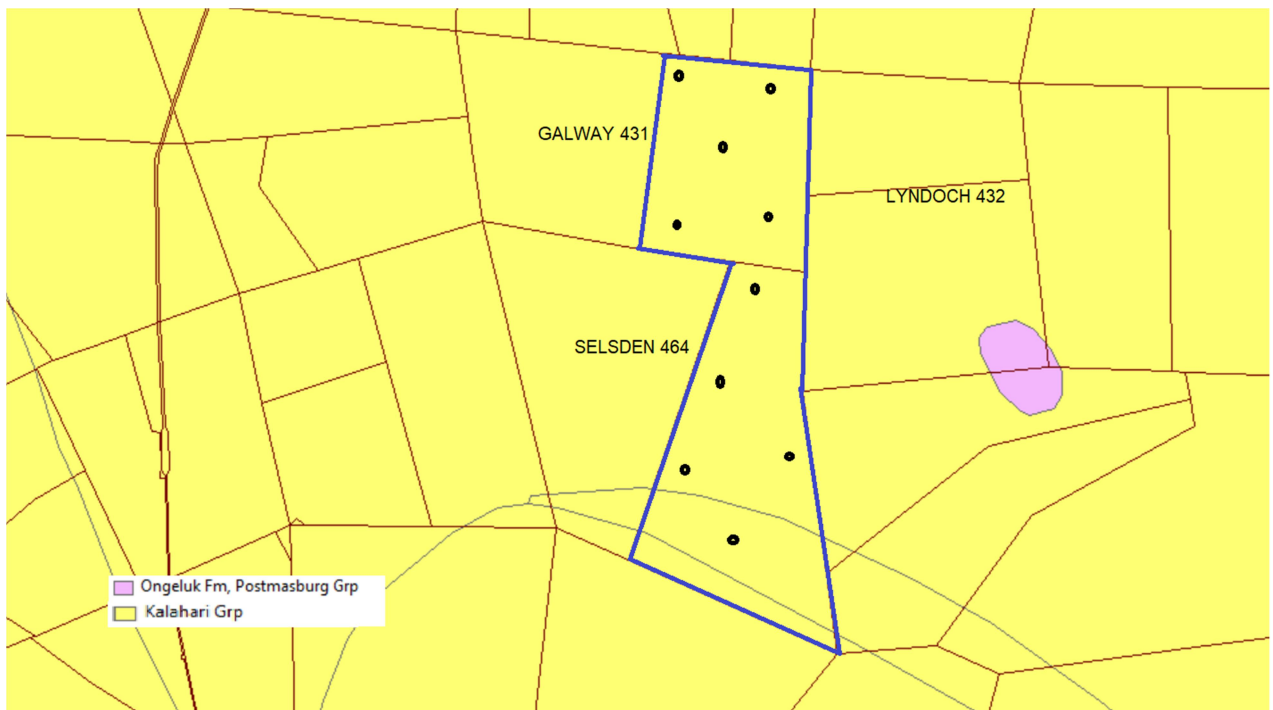 GALWAY 431
LYNDOCH 432
SELSDEN 464
Ongeluk Fm, Postmasburg Grp
Kalahari Grp